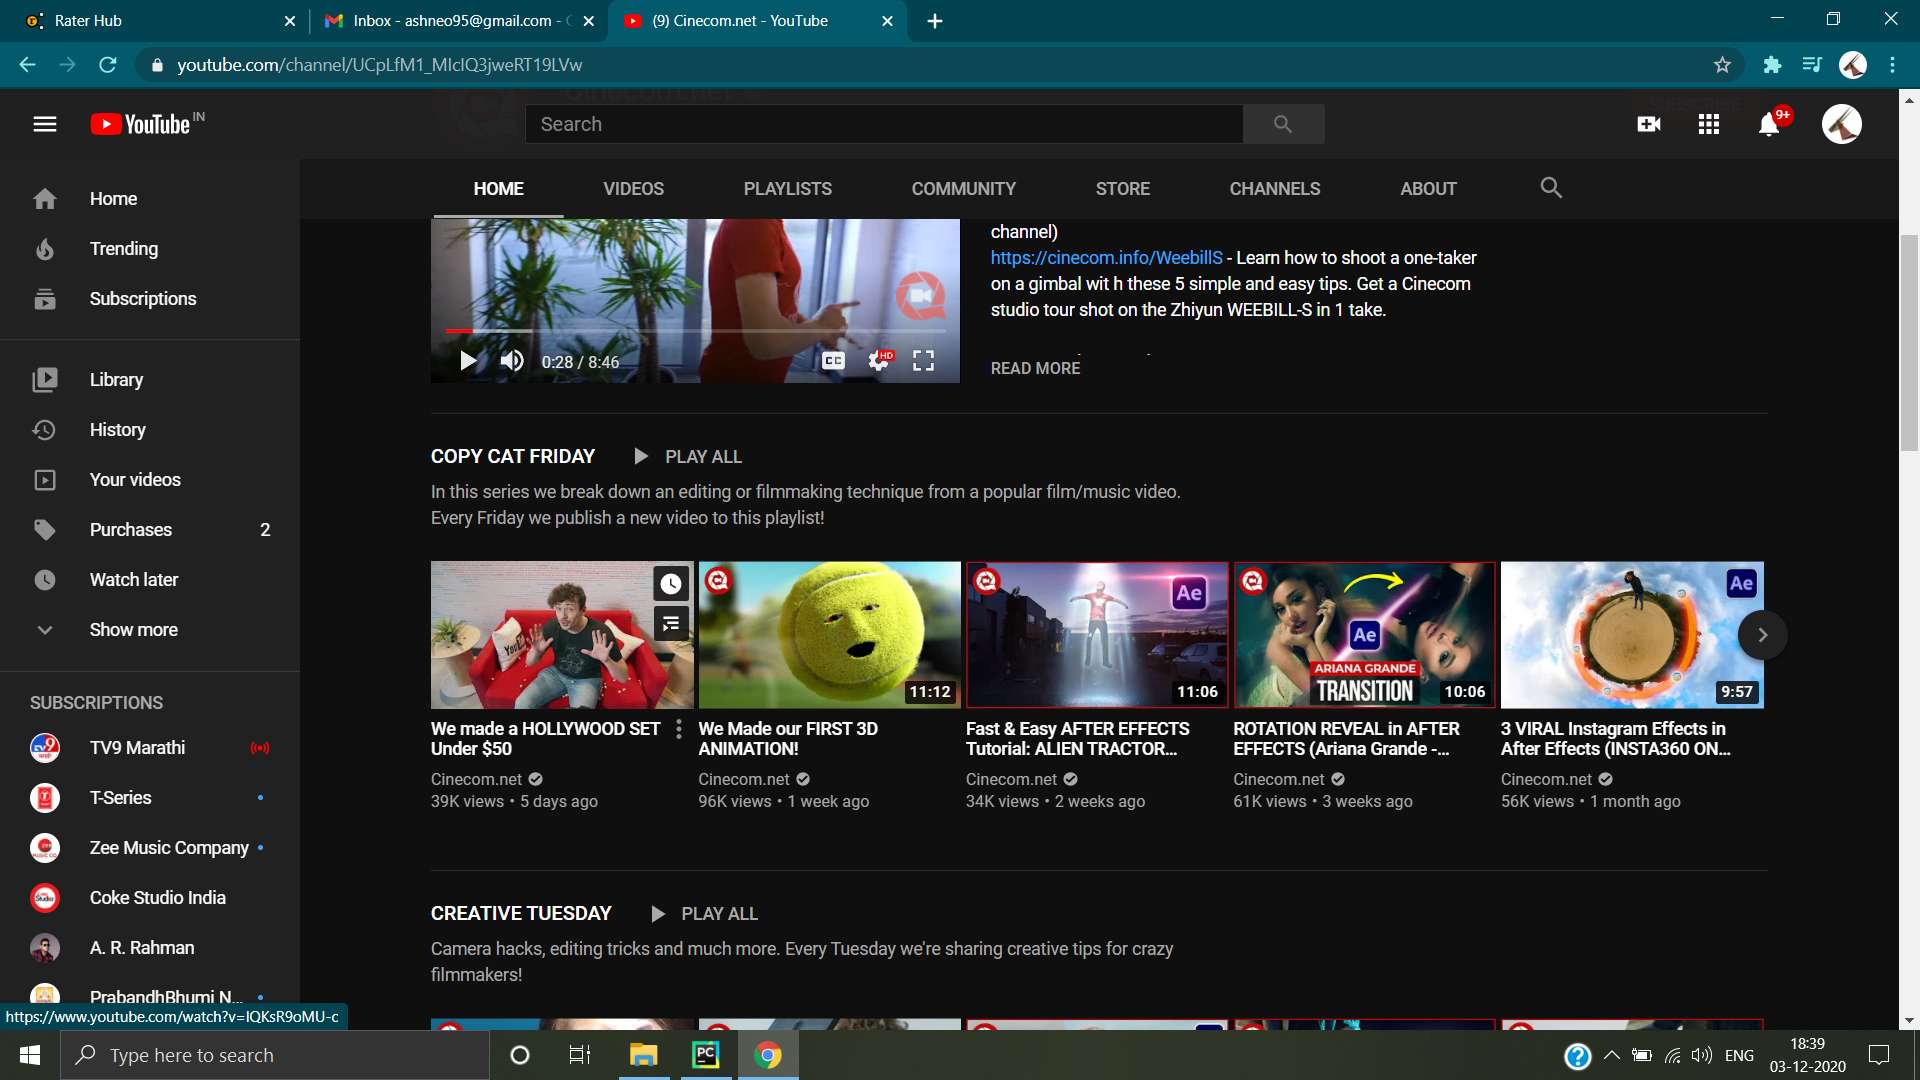 Rater Hub
Inbox - ashneo95@gmail.com -
(9) Cinecom.net - YouTube
youtube.com/channel/UCpLfM1_MIcIQ3jweRT19LVw
YouTube IN
Search
9+
HOME VIDEOS PLAYLISTS COMMUNITY STORE CHANNELS ABOUT
Home
Trending
Subscriptions
Library
History
Your videos
Purchases 2
Watch later
Show more
SUBSCRIPTIONS
TV9 Marathi
T-Series
Zee Music Company
Coke Studio India
A. R. Rahman
PrabandhBhumi N...
channel)
https://cinecom.info/WeebillS - Learn how to shoot a one-taker
on a gimbal wit h these 5 simple and easy tips. Get a Cinecom
studio tour shot on the Zhiyun WEEBILL-S in 1 take.
READ MORE
0:28 / 8:46
CC
HD
COPY CAT FRIDAY PLAY ALL
In this series we break down an editing or filmmaking technique from a popular film/music video.
Every Friday we publish a new video to this playlist!
11:12
Ae
11:06
Ae
ARIANA GRANDE
TRANSITION
10:06
Ae
9:57
We made a HOLLYWOOD SET
Under $50
Cinecom.net
39K views • 5 days ago
We Made our FIRST 3D
ANIMATION!
Cinecom.net
96K views • 1 week ago
Fast & Easy AFTER EFFECTS
Tutorial: ALIEN TRACTOR...
Cinecom.net
34K views • 2 weeks ago
ROTATION REVEAL in AFTER
EFFECTS (Ariana Grande -...
Cinecom.net
61K views • 3 weeks ago
3 VIRAL Instagram Effects in
After Effects (INSTA360 ON...
Cinecom.net
56K views • 1 month ago
CREATIVE TUESDAY PLAY ALL
Camera hacks, editing tricks and much more. Every Tuesday we're sharing creative tips for crazy
filmmakers!
https://www.youtube.com/watch?v=IQKsR9oMU-c
Type here to search
PC
ENG
18:39
03-12-2020